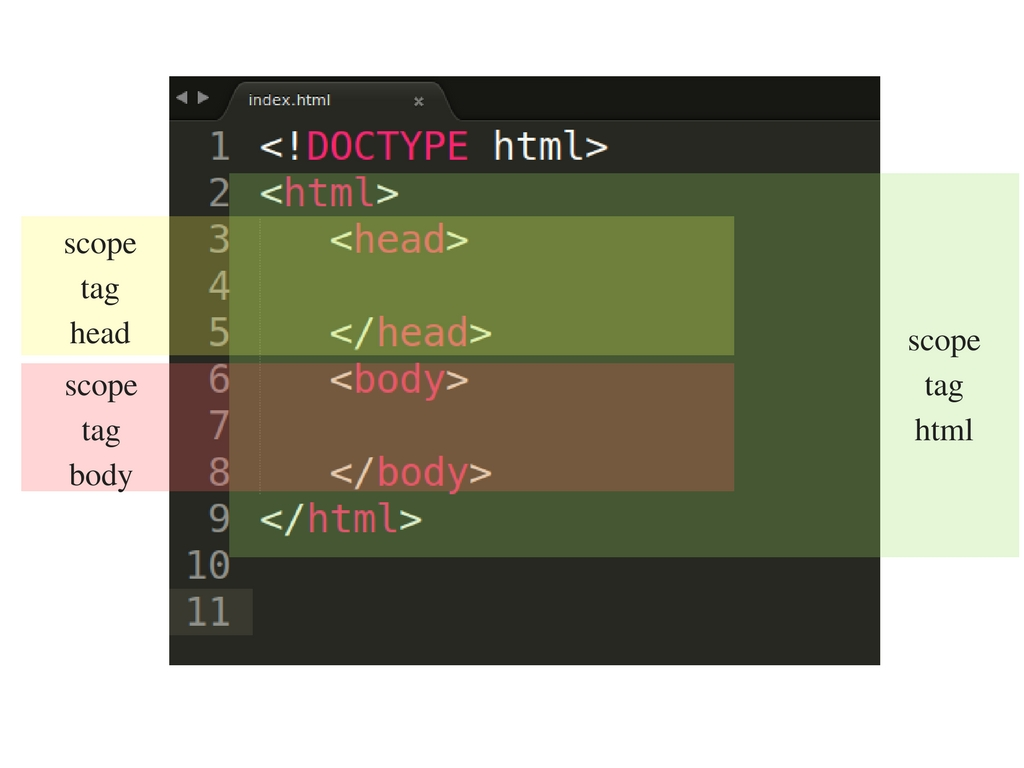 index.html
1 <!DOCTYPE html>
2 <html>
3 <head>
4
5 </head>
6 <body>
7
8 </body>
9 </html>
10
11
scope
tag
head
scope
tag
body
scope
tag
html